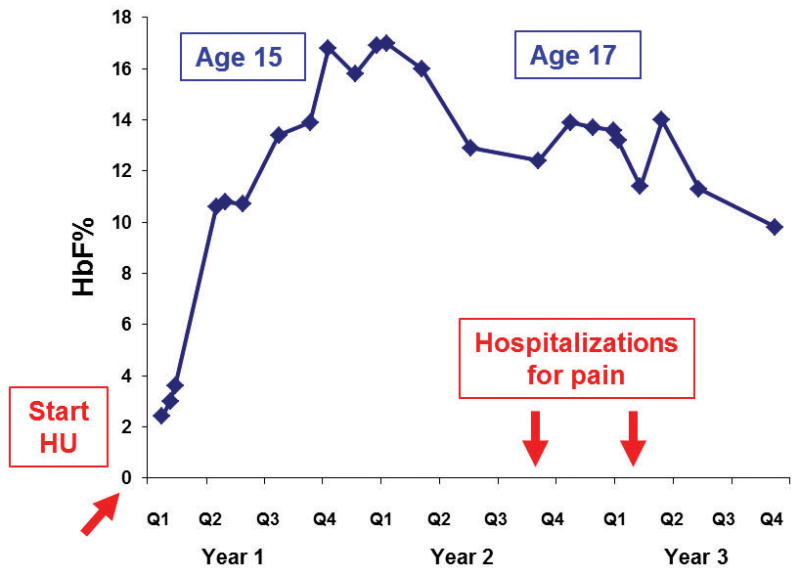 18
16
14
12
10
8
6
4
2
0
HbF%
Age 15
Age 17
Hospitalizations
for pain
Start
HU
Q1 Q2 Q3 Q4 Q1 Q2 Q3 Q4 Q1 Q2 Q3 Q4
Year 1 Year 2 Year 3